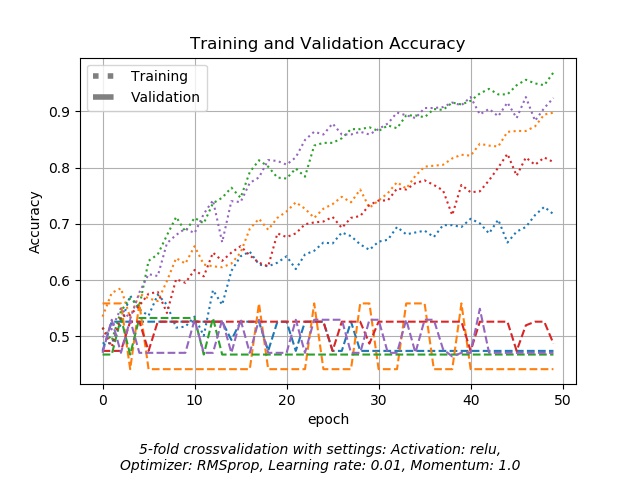 Training and Validation Accuracy
Training
Validation
0.9
0.8
0.7
0.6
0.5
Accuracy
0 10 20 30 40 50
epoch
5-fold crossvalidation with settings: Activation: relu,
Optimizer: RMSprop, Learning rate: 0.01, Momentum: 1.0